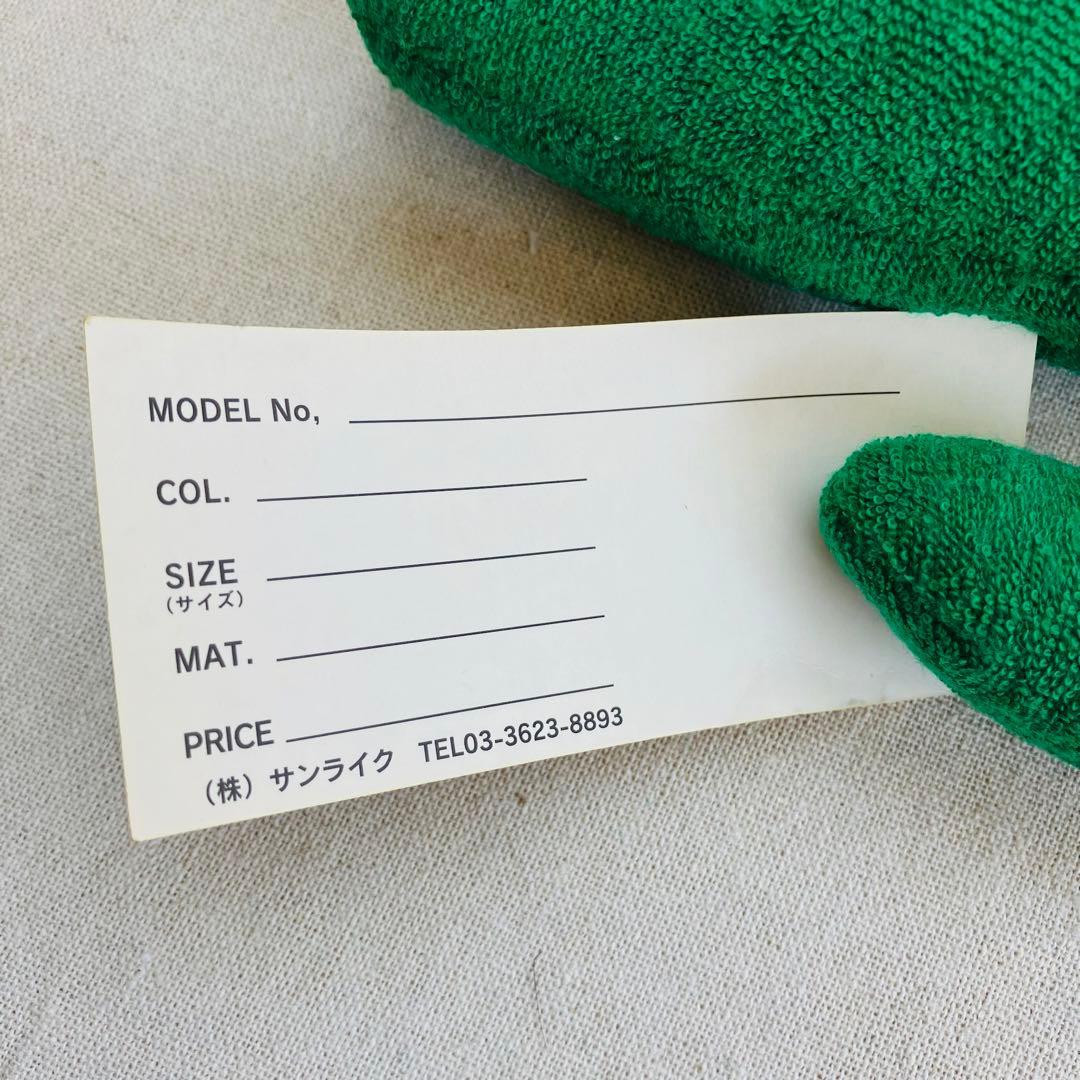 MODEL No,
COL.
SIZE
(サイズ)
MAT.
PRICE
(株) サンライク TEL03-3623-8893